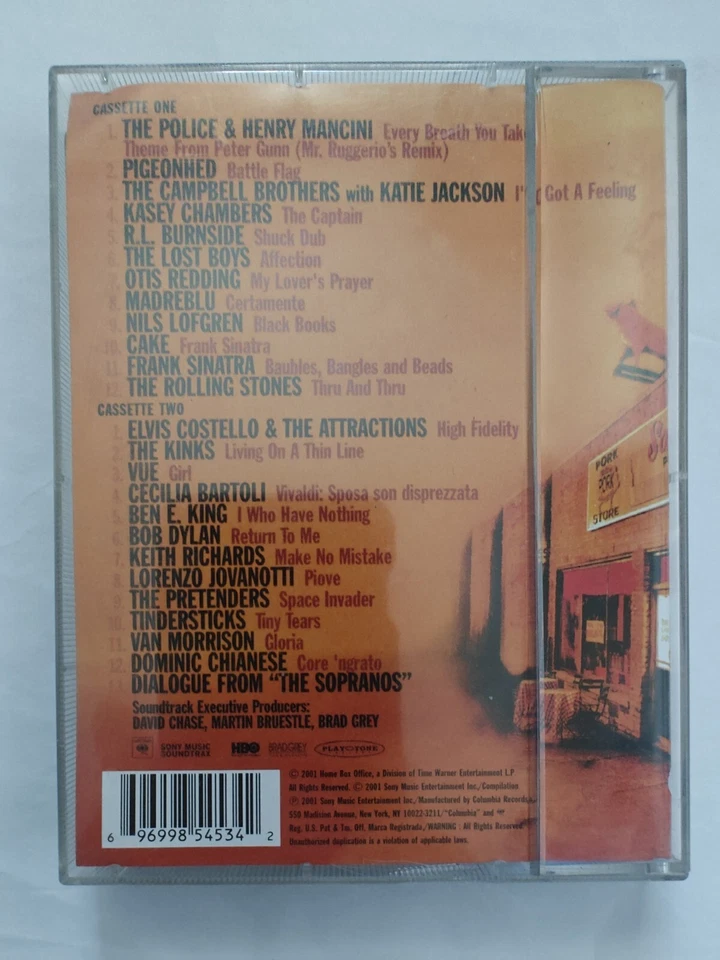 CASSETTE ONE
1. THE POLICE & HENRY MANCINI Every Breath You Take
Theme From Peter Gunn (Mr. Ruggerio's Remix)
2. PIGEONHED Battle Flag
3. THE CAMPBELL BROTHERS with KATIE JACKSON I've Got A Feeling
4. KASEY CHAMBERS The Captain
5. R.L. BURNSIDE Shuck Dub
6. THE LOST BOYS Affection
7. OTIS REDDING My Lover's Prayer
8. MADREBLU Certamente
9. NILS LOFGREN Black Books
10. CAKE Frank Sinatra
11. FRANK SINATRA Baubles, Bangles and Beads
12. THE ROLLING STONES Thru And Thru
CASSETTE TWO
1. ELVIS COSTELLO & THE ATTRACTIONS High Fidelity
2. THE KINKS Living On A Thin Line
3. VUE Girl
4. CECILIA BARTOLI Vivaldi: Sposa son disprezzata
5. BEN E. KING I Who Have Nothing
6. BOB DYLAN Return To Me
7. KEITH RICHARDS Make No Mistake
8. LORENZO JOVANOTTI Piove
9. THE PRETENDERS Space Invader
10. TINDERSTICKS Tiny Tears
11. VAN MORRISON Gloria
12. DOMINIC CHIANESE Core 'ngrato
13. DIALOGUE FROM "THE SOPRANOS"
Soundtrack Executive Producers:
DAVID CHASE, MARTIN BRUESTLE, BRAD GREY
SONY MUSIC
SOUNDTRAX
HBO
BRADGREY
PLAYTONE
PORK
STORE
© 2001 Home Box Office, a Division of Time Warner Entertainment L.P.
All Rights Reserved. © 2001 Sony Music Entertainment Inc./Compilation
℗ 2001 Sony Music Entertainment Inc./Manufactured by Columbia Records/
550 Madison Avenue, New York, NY 10022-3211/"Columbia" and
Reg. U.S. Pat & Tm. Off. Marca Registrada/WARNING: All Rights Reserved
Unauthorized duplication is a violation of applicable laws.
6 96998 54534 2